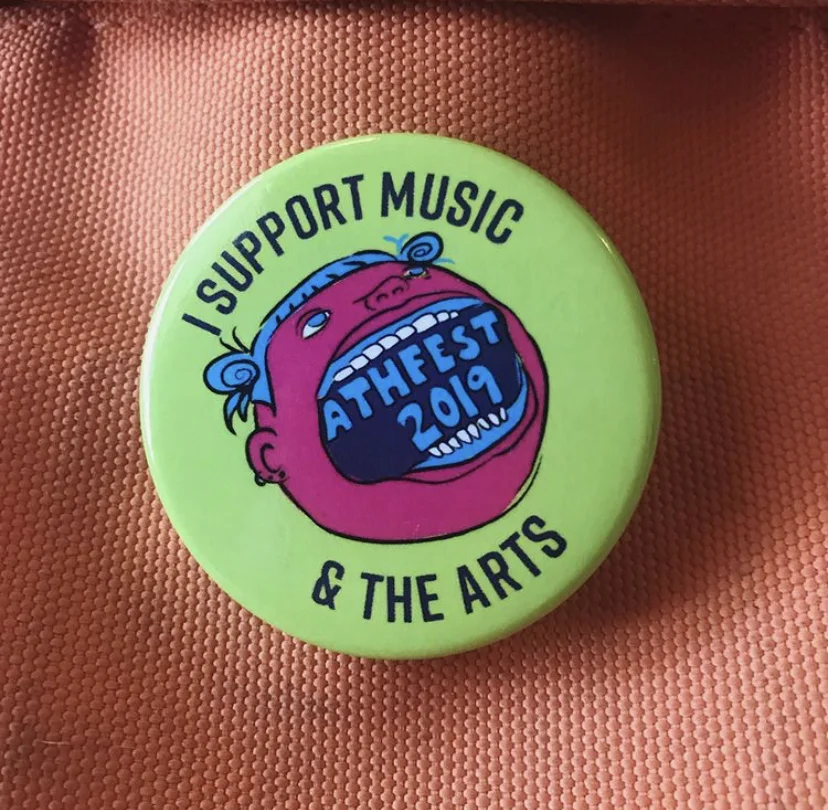 I SUPPORT MUSIC
ATHFEST
2019
& THE ARTS